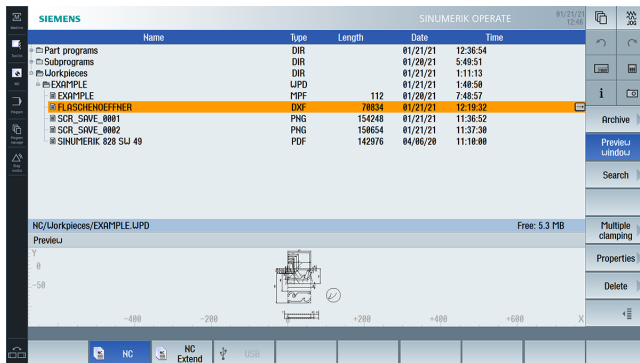 SIEMENS SINUMERIK OPERATE 01/21/21
12:46
JOG
Name Type Length Date Time
Part programs DIR 01/21/21 12:36:54
Subprograms DIR 01/20/21 5:49:51
Workpieces DIR 01/21/21 1:11:13
EXAMPLE WPD 01/21/21 1:40:50
EXAMPLE MPF 112 01/20/21 7:48:57
FLASCHENOEFFNER DXF 70834 01/21/21 12:19:32
SCR_SAVE_0001 PNG 154248 01/21/21 11:36:52
SCR_SAVE_0002 PNG 150654 01/21/21 11:37:30
SINUMERIK 828 SW 49 PDF 142976 04/06/20 11:10:00
NC/Workpieces/EXAMPLE.WPD Free: 5.3 MB
Preview
Y
0
-50
-400 -200 0 +200 +400 +600 X
Archive
Preview
window
Search
Multiple
clamping
Properties
Delete
NC
NC
NC
NC
Extend
USB